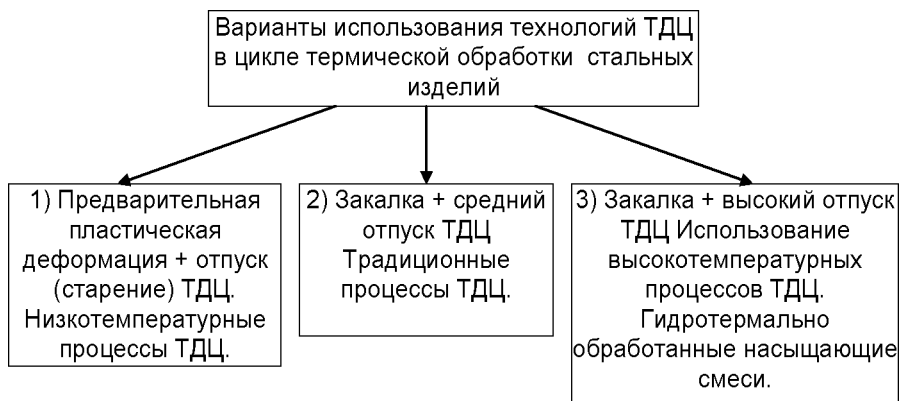 Варианты использования технологий ТДЦ
в цикле термической обработки стальных
изделий
1) Предварительная
пластическая
деформация + отпуск
(старение) ТДЦ.
Низкотемпературные
процессы ТДЦ.
2) Закалка + средний
отпуск ТДЦ
Традиционные
процессы ТДЦ.
3) Закалка + высокий отпуск
ТДЦ Использование
высокотемпературных
процессов ТДЦ.
Гидротермально
обработанные насыщающие
смеси.